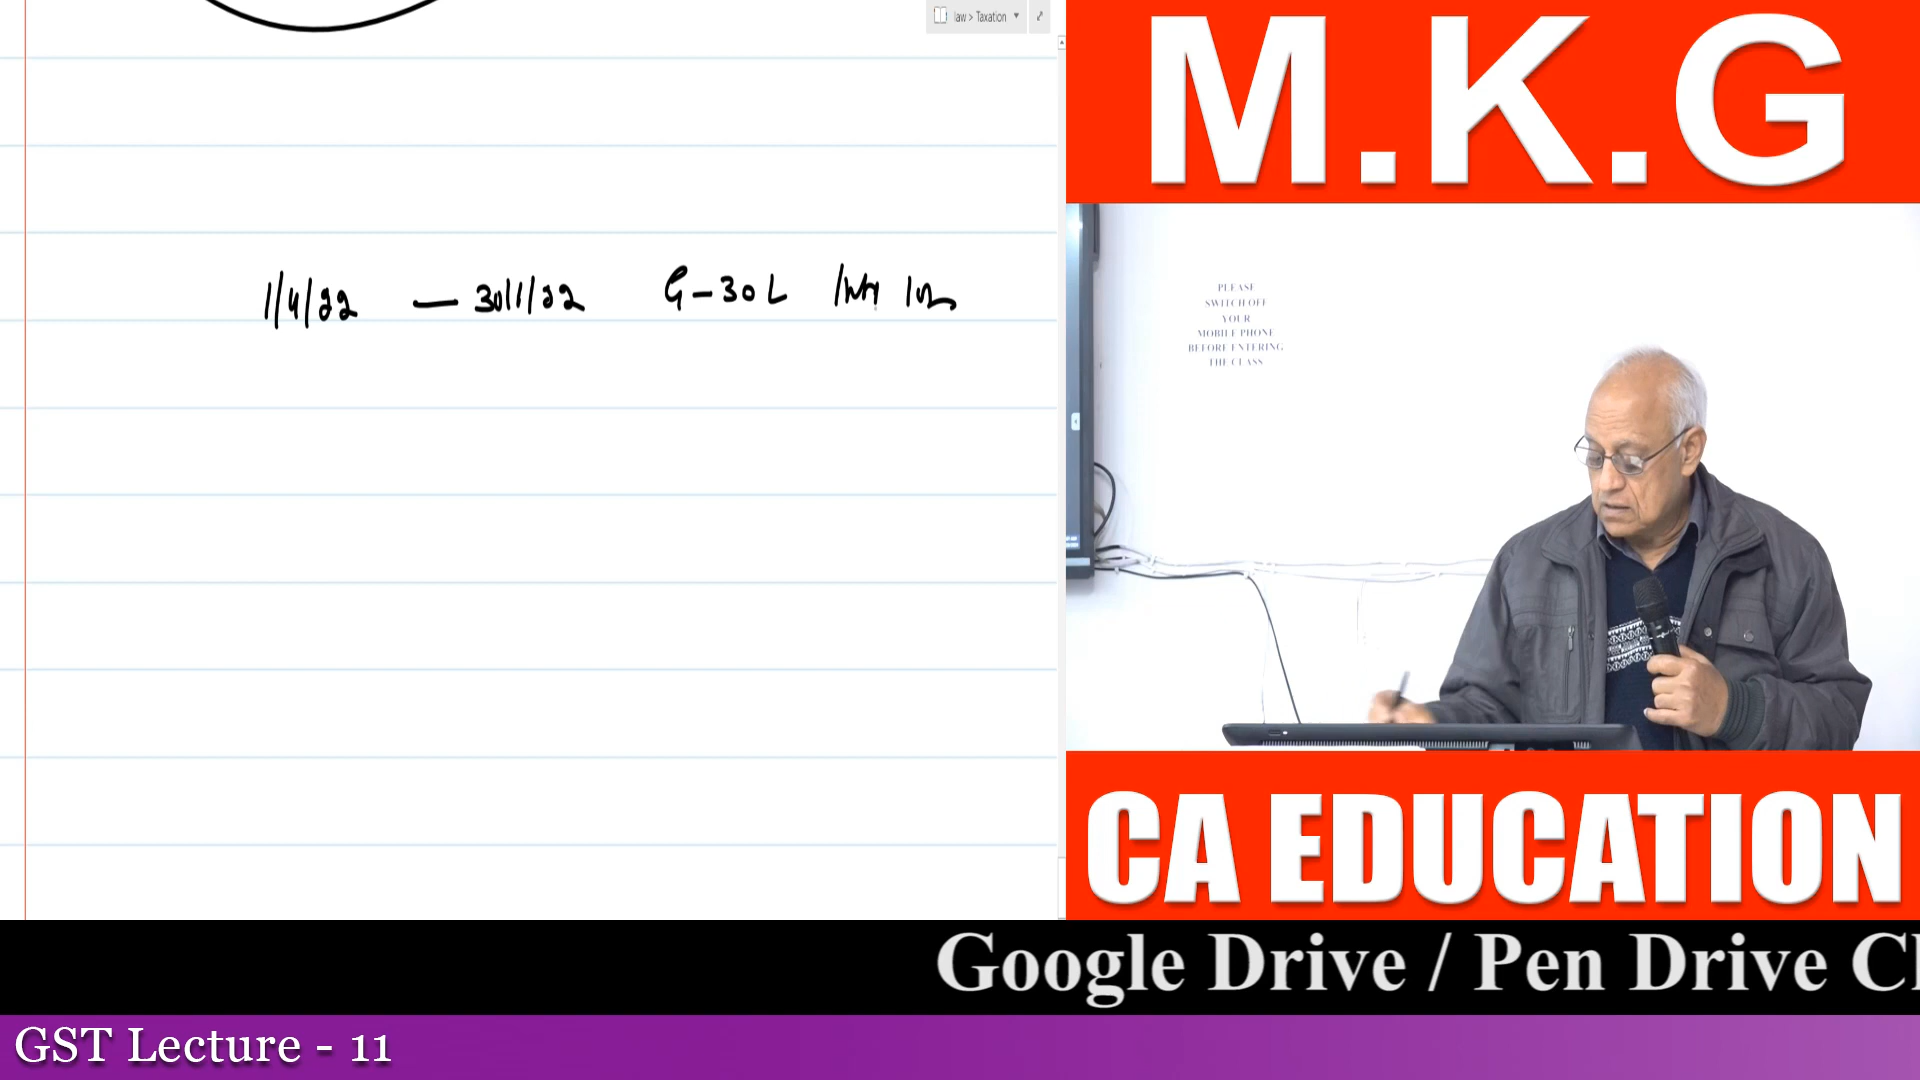 law > Taxation
M.K.G
1/4/22 — 30/1/22 G-30L
PLEASE
SWITCH OFF
YOUR
MOBILE PHONE
BEFORE ENTERING
THE CLASS
CA EDUCATION
Google Drive / Pen Drive Cl
GST Lecture - 11